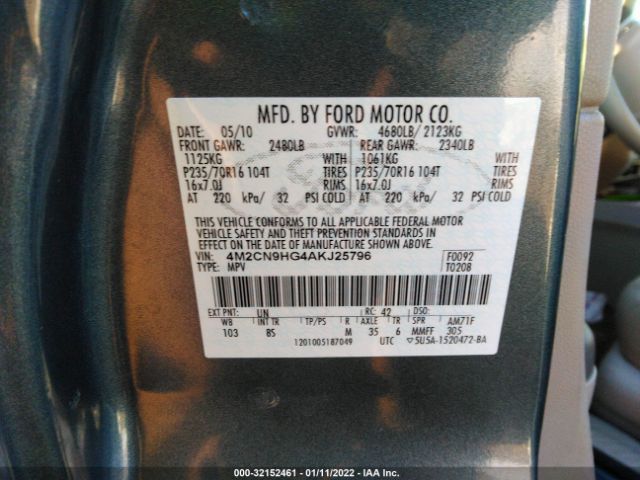 MFD. BY FORD MOTOR CO.
DATE: 05/10 GVWR: 4680LB/ 2123KG
FRONT GAWR: 2480LB REAR GAWR: 2340LB
1125KG WITH 1061KG WITH
P235/70R16 104T TIRES P235/70R16 104T TIRES
16x7.0J RIMS 16x7.0J RIMS
AT 220 kPa/ 32 PSI COLD AT 220 kPa/ 32 PSI COLD
THIS VEHICLE CONFORMS TO ALL APPLICABLE FEDERAL MOTOR
VEHICLE SAFETY AND THEFT PREVENTION STANDARDS IN
EFFECT ON THE DATE OF MANUFACTURE SHOWN ABOVE.
VIN: 4M2CN9HG4AKJ25796 F0092
TYPE: MPV T0208
EXT PNT: UN RC: 42 DSO:
WB INT TR TP/PS R AXLE TR SPR AM71F
103 8S M 35 6 MMFF 305
1201005187049 UTC ▽5U5A-1520472-BA
000-32152461 - 01/11/2022 - IAA Inc.